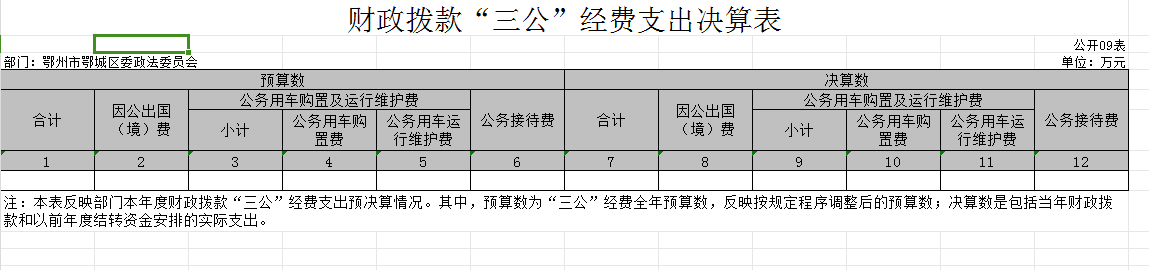 财政拨款“三公”经费支出决算表
公开09表
部门：鄂州市鄂城区委政法委员会
单位：万元
预算数
决算数
合计
因公出国（境）费
公务用车购置及运行维护费
小计
公务用车购置费
公务用车运行维护费
公务接待费
合计
因公出国（境）费
公务用车购置及运行维护费
小计
公务用车购置费
公务用车运行维护费
公务接待费
1 2 3 4 5 6 7 8 9 10 11 12
注：本表反映部门本年度财政拨款“三公”经费支出预决算情况。其中，预算数为“三公”经费全年预算数，反映按规定程序调整后的预算数；决算数是包括当年财政拨
款和以前年度结转资金安排的实际支出。